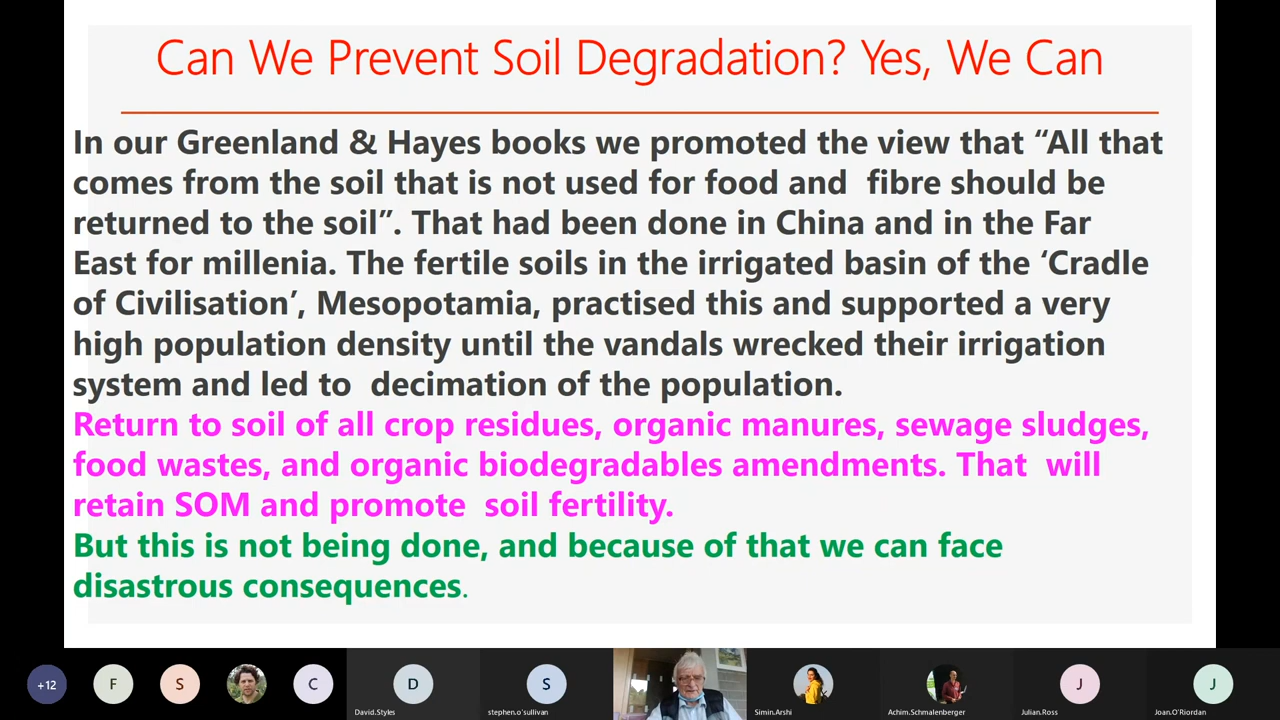 Can We Prevent Soil Degradation? Yes, We Can
In our Greenland & Hayes books we promoted the view that “All that
comes from the soil that is not used for food and  fibre should be
returned to the soil”. That had been done in China and in the Far
East for millenia. The fertile soils in the irrigated basin of the ‘Cradle
of Civilisation’, Mesopotamia, practised this and supported a very
high population density until the vandals wrecked their irrigation
system and led to  decimation of the population.
Return to soil of all crop residues, organic manures, sewage sludges,
food wastes, and organic biodegradables amendments. That  will
retain SOM and promote  soil fertility.
But this is not being done, and because of that we can face
disastrous consequences.
+12 F S C D S J J
David.Styles stephen.o'sullivan Simin.Arshi Achim.Schmalenberger Julian.Ross Joan.O'Riordan